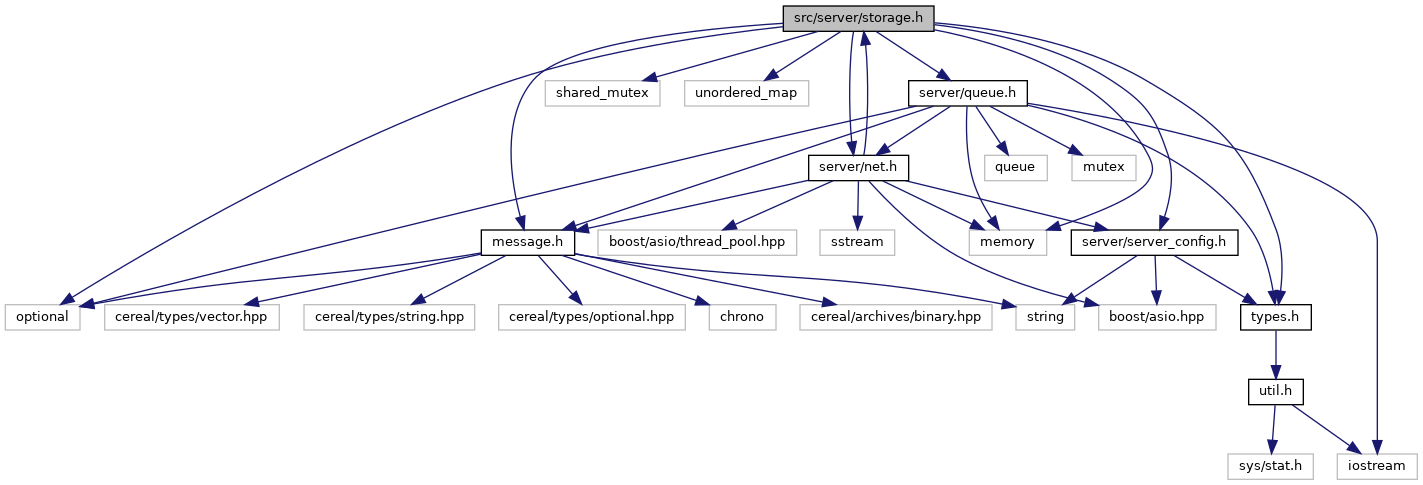 src/server/storage.h
shared_mutex
unordered_map
server/queue.h
server/net.h
queue
mutex
message.h
boost/asio/thread_pool.hpp
sstream
memory
server/server_config.h
optional
cereal/types/vector.hpp
cereal/types/string.hpp
cereal/types/optional.hpp
chrono
cereal/archives/binary.hpp
string
boost/asio.hpp
types.h
util.h
sys/stat.h
iostream